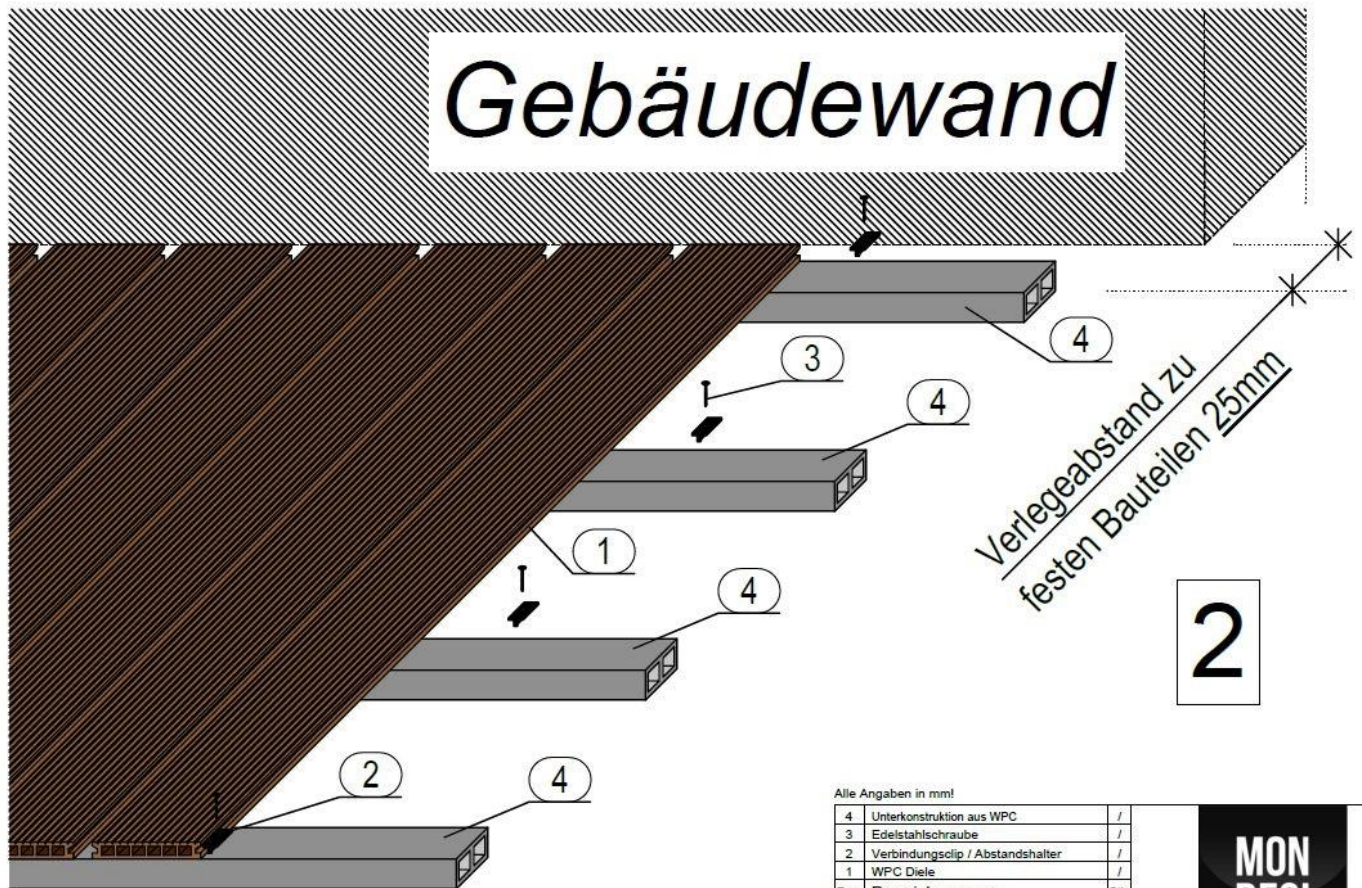 Gebäudewand
4
3
4
Verlegeabstand zu
festen Bauteilen 25mm
1
4
2
2
4
Alle Angaben in mm!
4 Unterkonstruktion aus WPC /
3 Edelstahlschraube /
2 Verbindungsclip / Abstandshalter /
1 WPC Diele /
MON